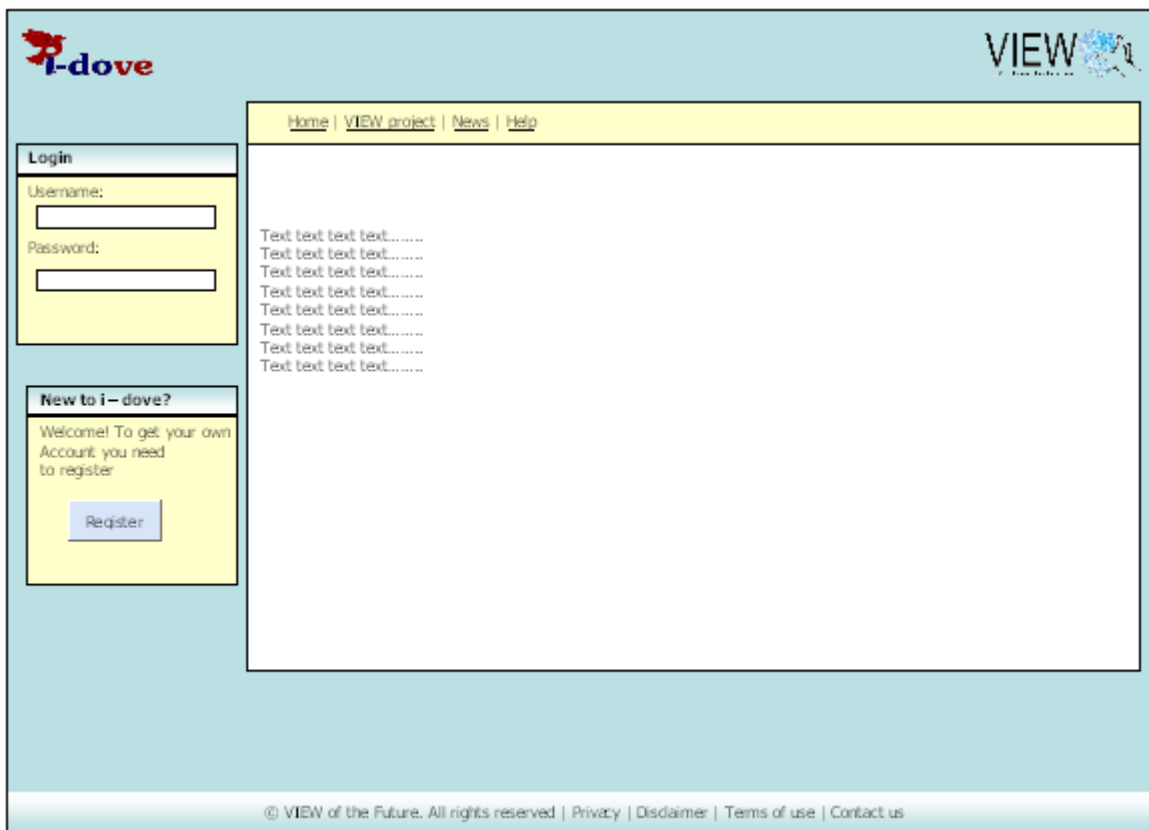 i-dove
VIEW
Home | VIEW project | News | Help
Login
Username:
Password:
Text text text text........
Text text text text........
Text text text text........
Text text text text........
Text text text text........
Text text text text........
Text text text text........
Text text text text........
New to i – dove?
Welcome! To get your own
Account you need
to register
Register
© VIEW of the Future. All rights reserved | Privacy | Disclaimer | Terms of use | Contact us